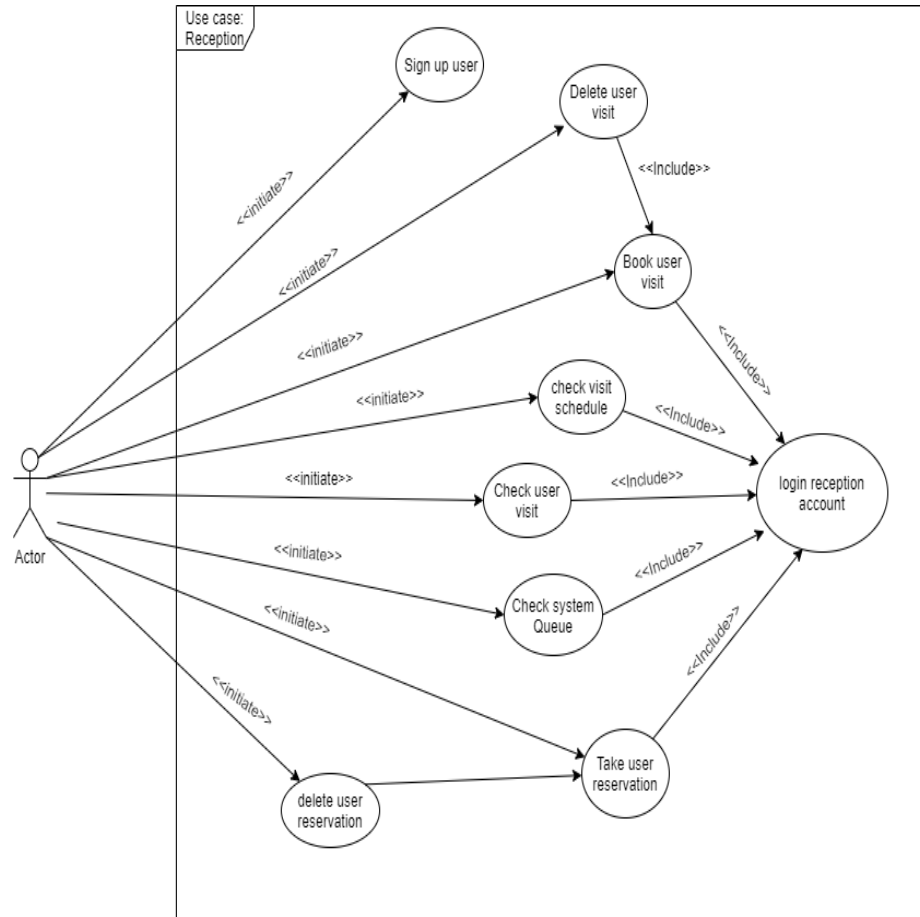 Use case:
Reception
Sign up user
Delete user
visit
<<initiate>>
<<Include>>
<<initiate>>
Book user
visit
<<initiate>>
<<Include>>
check visit
schedule
<<initiate>>
<<Include>>
Actor
<<initiate>>
Check user
visit
<<Include>>
login reception
account
<<initiate>>
Check system
Queue
<<Include>>
<<initiate>>
<<Include>>
<<initiate>>
Take user
reservation
delete user
reservation